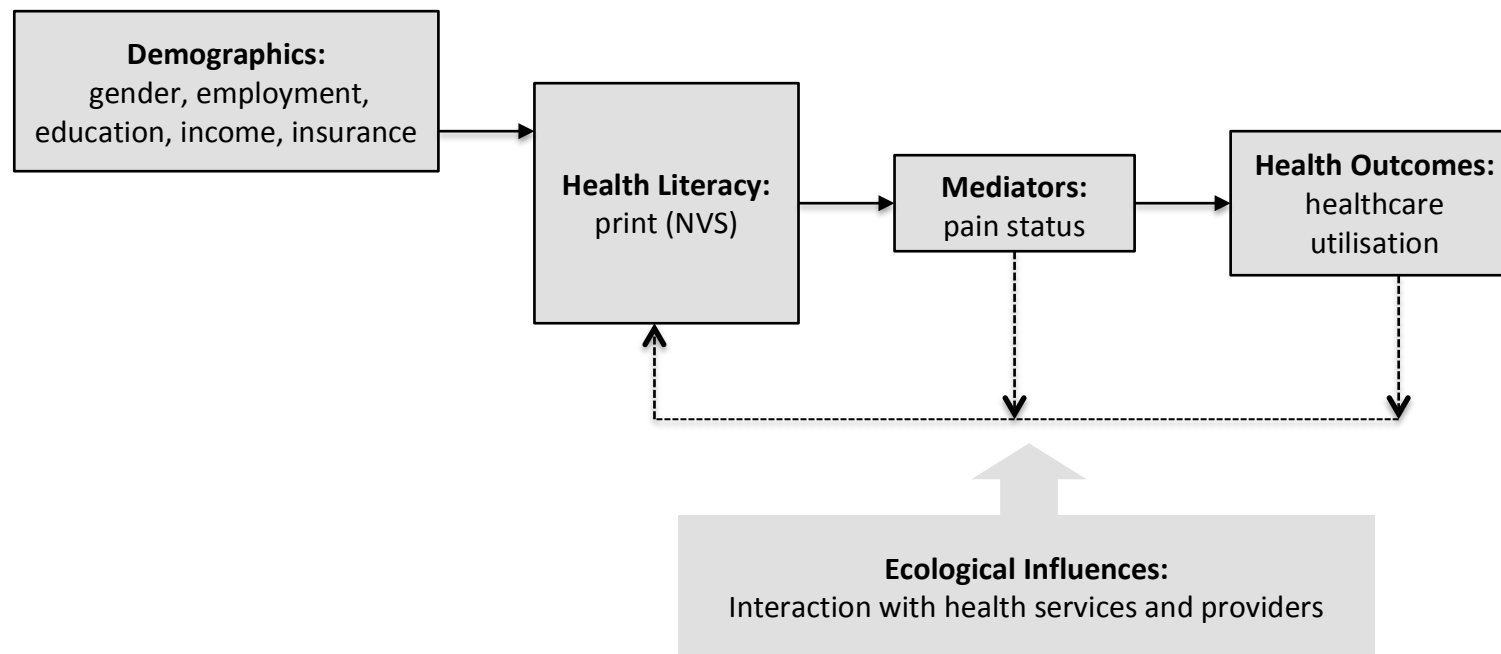 Demographics:
gender, employment,
education, income, insurance
Health Literacy:
print (NVS)
Mediators:
pain status
Health Outcomes:
healthcare
utilisation
Ecological Influences:
Interaction with health services and providers